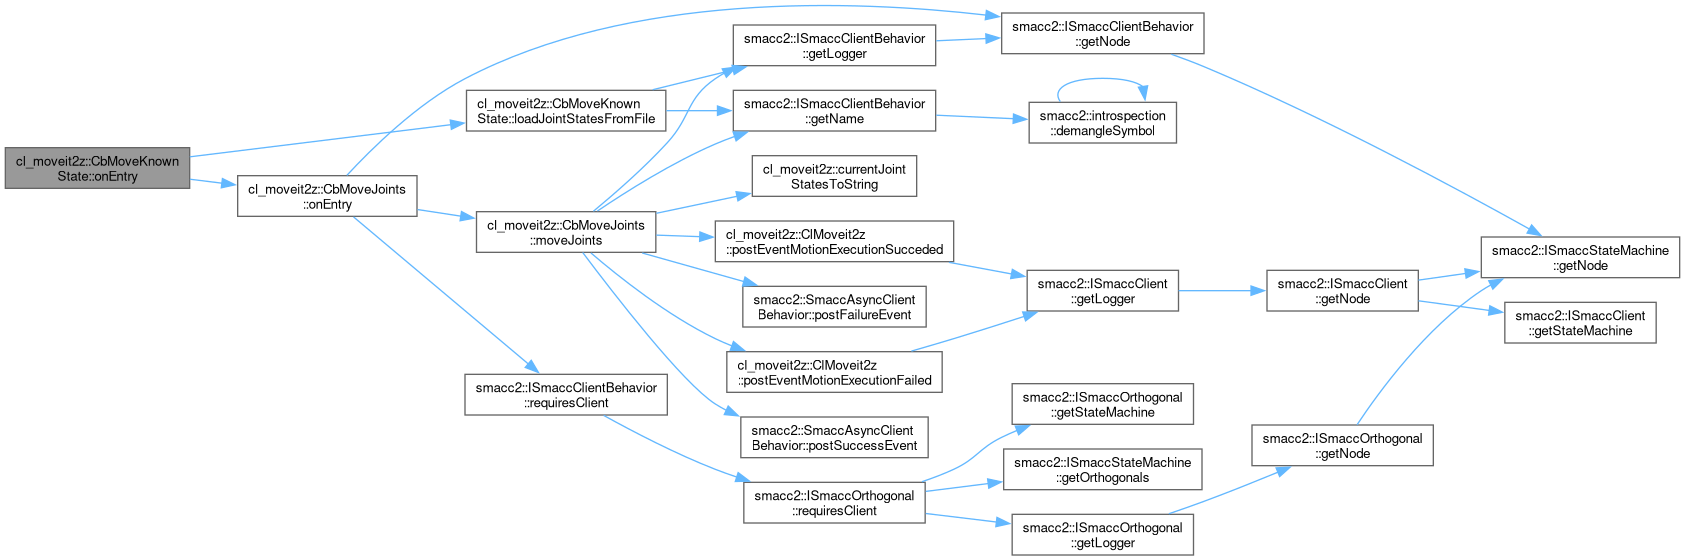 cl_moveit2z::CbMoveKnown
State::onEntry
cl_moveit2z::CbMoveKnown
State::loadJointStatesFromFile
cl_moveit2z::CbMoveJoints
::onEntry
smacc2::ISmaccClientBehavior
::getLogger
smacc2::ISmaccClientBehavior
::getNode
smacc2::ISmaccClientBehavior
::getName
smacc2::introspection
::demangleSymbol
cl_moveit2z::currentJoint
StatesToString
cl_moveit2z::CbMoveJoints
::moveJoints
cl_moveit2z::ClMoveit2z
::postEventMotionExecutionSucceded
smacc2::SmaccAsyncClient
Behavior::postFailureEvent
cl_moveit2z::ClMoveit2z
::postEventMotionExecutionFailed
smacc2::SmaccAsyncClient
Behavior::postSuccessEvent
smacc2::ISmaccClient
::getLogger
smacc2::ISmaccClient
::getNode
smacc2::ISmaccStateMachine
::getNode
smacc2::ISmaccClient
::getStateMachine
smacc2::ISmaccClientBehavior
::requiresClient
smacc2::ISmaccOrthogonal
::requiresClient
smacc2::ISmaccOrthogonal
::getStateMachine
smacc2::ISmaccStateMachine
::getOrthogonals
smacc2::ISmaccOrthogonal
::getLogger
smacc2::ISmaccOrthogonal
::getNode